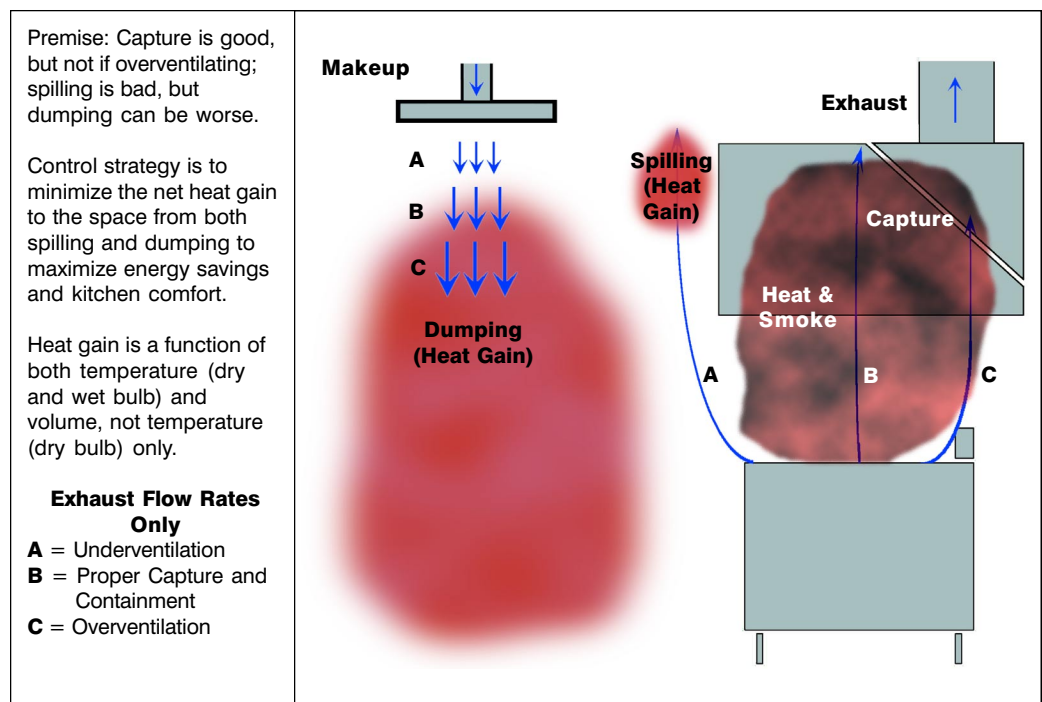 Premise: Capture is good,
but not if overventilating;
spilling is bad, but
dumping can be worse.
Control strategy is to
minimize the net heat gain
to the space from both
spilling and dumping to
maximize energy savings
and kitchen comfort.
Heat gain is a function of
both temperature (dry
and wet bulb) and
volume, not temperature
(dry bulb) only.
Exhaust Flow Rates
Only
A = Underventilation
B = Proper Capture and
Containment
C = Overventilation
Makeup
A
B
C
Dumping
(Heat Gain)
Spilling
(Heat
Gain)
Exhaust
Capture
Heat &
Smoke
A
B
C